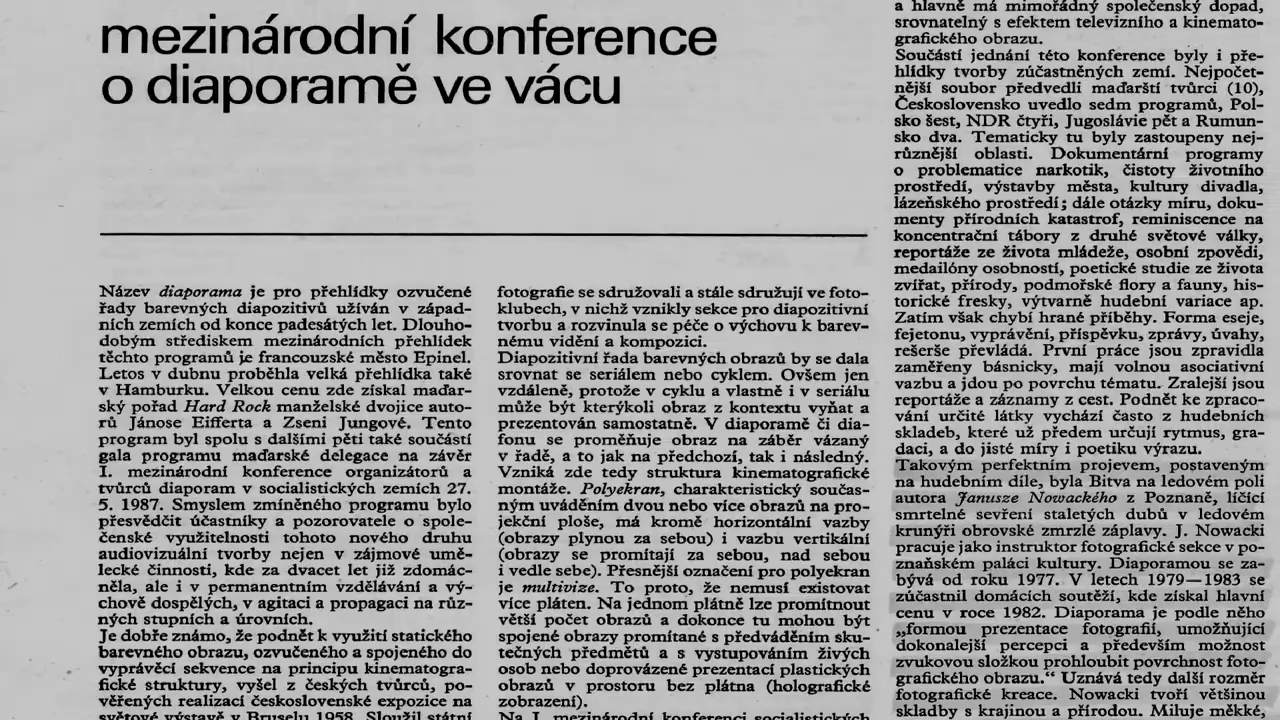 mezinárodní konference
o diaporamě ve vácu
Název diaporama je pro přehlídky ozvučené
řady barevných diapozitivů užíván v západ-
ních zemích od konce padesátých let. Dlouho-
dobým střediskem mezinárodních přehlídek
těchto programů je francouzské město Epinel.
Letos v dubnu proběhla velká přehlídka také
v Hamburku. Velkou cenu zde získal maďar-
ský pořad Hard Rock manželské dvojice auto-
rů Jánose Eifferta a Zseni Jungové. Tento
program byl spolu s dalšími pěti také součástí
gala programu maďarské delegace na závěr
I. mezinárodní konference organizátorů a
tvůrců diaporam v socialistických zemích 27.
5. 1987. Smyslem zmíněného programu bylo
přesvědčit účastníky a pozorovatele o spole-
čenské využitelnosti tohoto nového druhu
audiovizuální tvorby nejen v zájmové umě-
lecké činnosti, kde za dvacet let již zdomác-
něla, ale i v permanentním vzdělávání a vý-
chově dospělých, v agitaci a propagaci na růz-
ných stupních a úrovních.
Je dobře známo, že podnět k využití statického
barevného obrazu, ozvučeného a spojeného do
vyprávěcí sekvence na principu kinematogra-
fické struktury, vyšel z českých tvůrců, po-
věřených realizací československé expozice na
světové výstavě v Bruselu 1958. Sloužil státní
fotografie se sdružovali a stále sdružují ve foto-
klubech, v nichž vznikly sekce pro diapozitivní
tvorbu a rozvinula se péče o výchovu k barev-
nému vidění a kompozici.
Diapozitivní řada barevných obrazů by se dala
srovnat se seriálem nebo cyklem. Ovšem jen
vzdáleně, protože v cyklu a vlastně i v seriálu
může být kterýkoli obraz z kontextu vyňat a
prezentován samostatně. V diaporamě či dia-
fonu se proměňuje obraz na záběr vázaný
v řadě, a to jak na předchozí, tak i následný.
Vzniká zde tedy struktura kinematografické
montáže. Polyekran, charakteristický součas-
ným uváděním dvou nebo více obrazů na pro-
jekční ploše, má kromě horizontální vazby
(obrazy plynou za sebou) i vazbu vertikální
(obrazy se promítají za sebou, nad sebou
i vedle sebe). Přesnější označení pro polyekran
je multivize. To proto, že nemusí existovat
více pláten. Na jednom plátně lze promítnout
větší počet obrazů a dokonce tu mohou být
spojené obrazy promítané s předváděním sku-
tečných předmětů a s vystupováním živých
osob nebo doprovázené prezentací plastických
obrazů v prostoru bez plátna (holografické
zobrazení).
Na I. mezinárodní konferenci socialistických
a hlavně má mimořádný společenský dopad,
srovnatelný s efektem televizního a kinemato-
grafického obrazu.
Součástí jednání této konference byly i pře-
hlídky tvorby zúčastněných zemí. Nejpočet-
nější soubor předvedli maďarští tvůrci (10),
Československo uvedlo sedm programů, Pol-
sko šest, NDR čtyři, Jugoslávie pět a Rumun-
sko dva. Tematicky tu byly zastoupeny nej-
různější oblasti. Dokumentární programy
o problematice narkotik, čistoty životního
prostředí, výstavby města, kultury divadla,
lázeňského prostředí; dále otázky míru, doku-
menty přírodních katastrof, reminiscence na
koncentrační tábory z druhé světové války,
reportáže ze života mládeže, osobní zpovědi,
medailóny osobností, poetické studie ze života
zvířat, přírody, podmořské flory a fauny, his-
torické fresky, výtvarně hudební variace ap.
Zatím však chybí hrané příběhy. Forma eseje,
fejetonu, vyprávění, příspěvku, zprávy, úvahy,
rešerše převládá. První práce jsou zpravidla
zaměřeny básnicky, mají volnou asociativní
vazbu a jdou po povrchu tématu. Zralejší jsou
reportáže a záznamy z cest. Podnět ke zpraco-
vání určité látky vychází často z hudebních
skladeb, které už předem určují rytmus, gra-
daci, a do jisté míry i poetiku výrazu.
Takovým perfektním projevem, postaveným
na hudebním díle, byla Bitva na ledovém poli
autora Janusze Nowackého z Poznaně, líčící
smrtelné sevření staletých dubů v ledovém
krunýři obrovské zmrzlé záplavy. J. Nowacki
pracuje jako instruktor fotografické sekce v po-
znaňském paláci kultury. Diaporamou se za-
bývá od roku 1977. V letech 1979—1983 se
zúčastnil domácích soutěží, kde získal hlavní
cenu v roce 1982. Diaporama je podle něho
„formou prezentace fotografií, umožňující
dokonalejší percepci a především možnost
zvukovou složkou prohloubit povrchnost foto-
grafického obrazu.“ Uznává tedy další rozměr
fotografické kreace. Nowacki tvoří většinou
skladby s krajinou a přírodou. Miluje měkké,